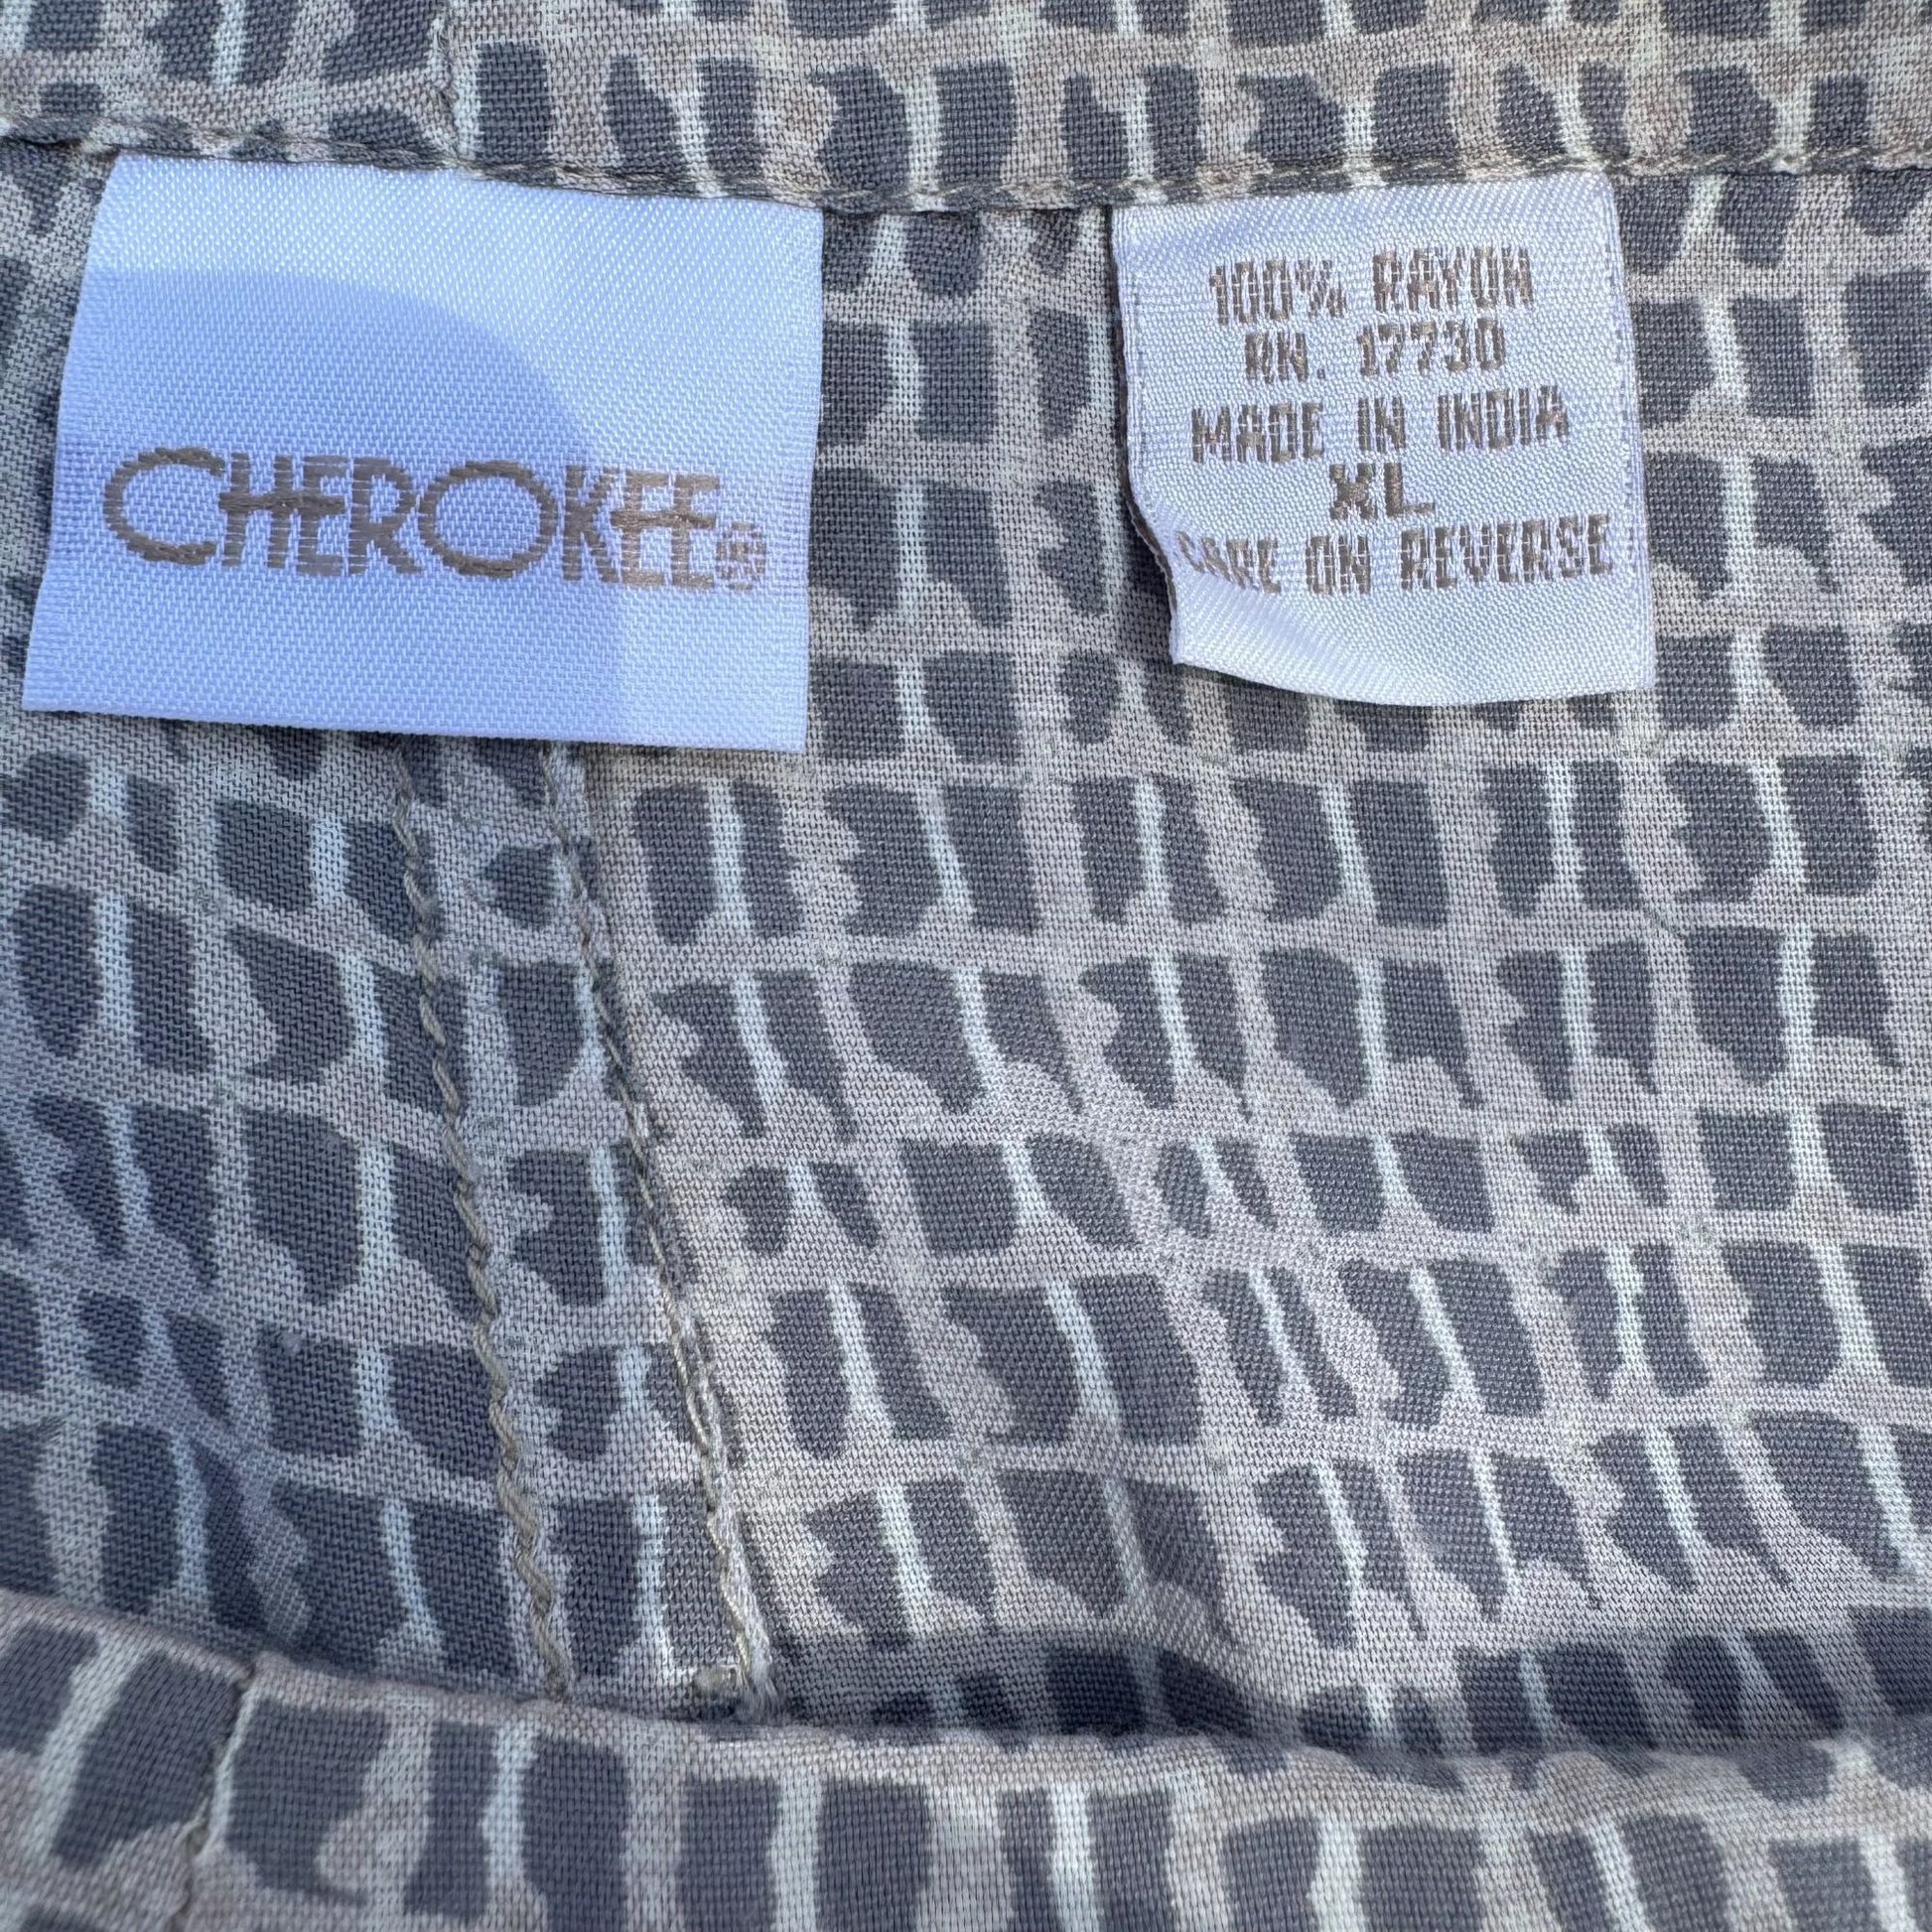 CHEROKEE®
100% RAYON
RN. 17730
MADE IN INDIA
XL
CARE ON REVERSE